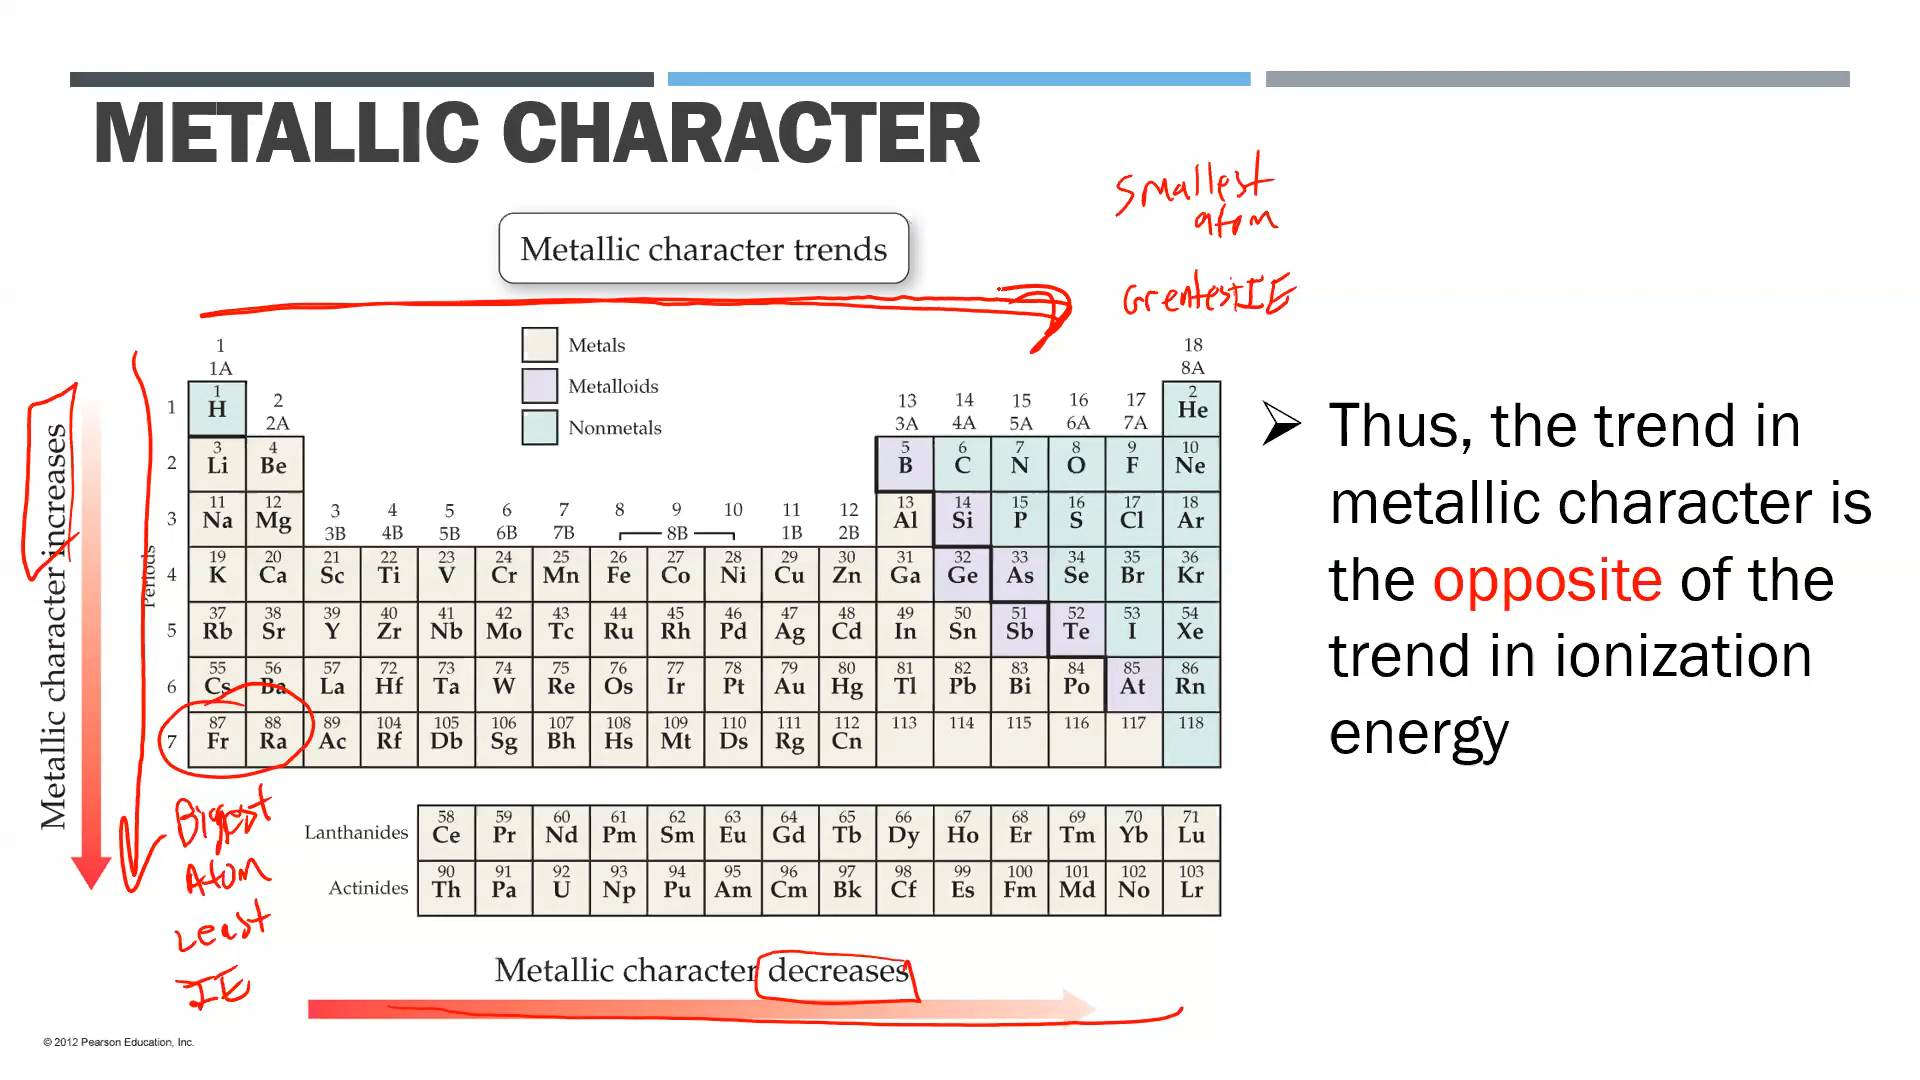 METALLIC CHARACTER
Smallest
atom
Metallic character trends
Greatest IE
Metals
Metalloids
Nonmetals
1 18
1A 8A
1 H 2 13 14 15 16 17 2 He
1 2A 3A 4A 5A 6A 7A
2 3 Li 4 Be 5 B 6 C 7 N 8 O 9 F 10 Ne
3 4 5 6 7 8 9 10 11 12
3B 4B 5B 6B 7B 8B 1B 2B
3 11 Na 12 Mg 13 Al 14 Si 15 P 16 S 17 Cl 18 Ar
4 19 K 20 Ca 21 Sc 22 Ti 23 V 24 Cr 25 Mn 26 Fe 27 Co 28 Ni 29 Cu 30 Zn 31 Ga 32 Ge 33 As 34 Se 35 Br 36 Kr
5 37 Rb 38 Sr 39 Y 40 Zr 41 Nb 42 Mo 43 Tc 44 Ru 45 Rh 46 Pd 47 Ag 48 Cd 49 In 50 Sn 51 Sb 52 Te 53 I 54 Xe
6 55 Cs 56 Ba 57 La 72 Hf 73 Ta 74 W 75 Re 76 Os 77 Ir 78 Pt 79 Au 80 Hg 81 Tl 82 Pb 83 Bi 84 Po 85 At 86 Rn
7 87 Fr 88 Ra 89 Ac 104 Rf 105 Db 106 Sg 107 Bh 108 Hs 109 Mt 110 Ds 111 Rg 112 Cn 113 114 115 116 117 118
Periods
Metallic character increases
Lanthanides 58 Ce 59 Pr 60 Nd 61 Pm 62 Sm 63 Eu 64 Gd 65 Tb 66 Dy 67 Ho 68 Er 69 Tm 70 Yb 71 Lu
Actinides 90 Th 91 Pa 92 U 93 Np 94 Pu 95 Am 96 Cm 97 Bk 98 Cf 99 Es 100 Fm 101 Md 102 No 103 Lr
Biggest
Atom
Least
IE
Metallic character decreases
Thus, the trend in
metallic character is
the opposite of the
trend in ionization
energy
© 2012 Pearson Education, Inc.